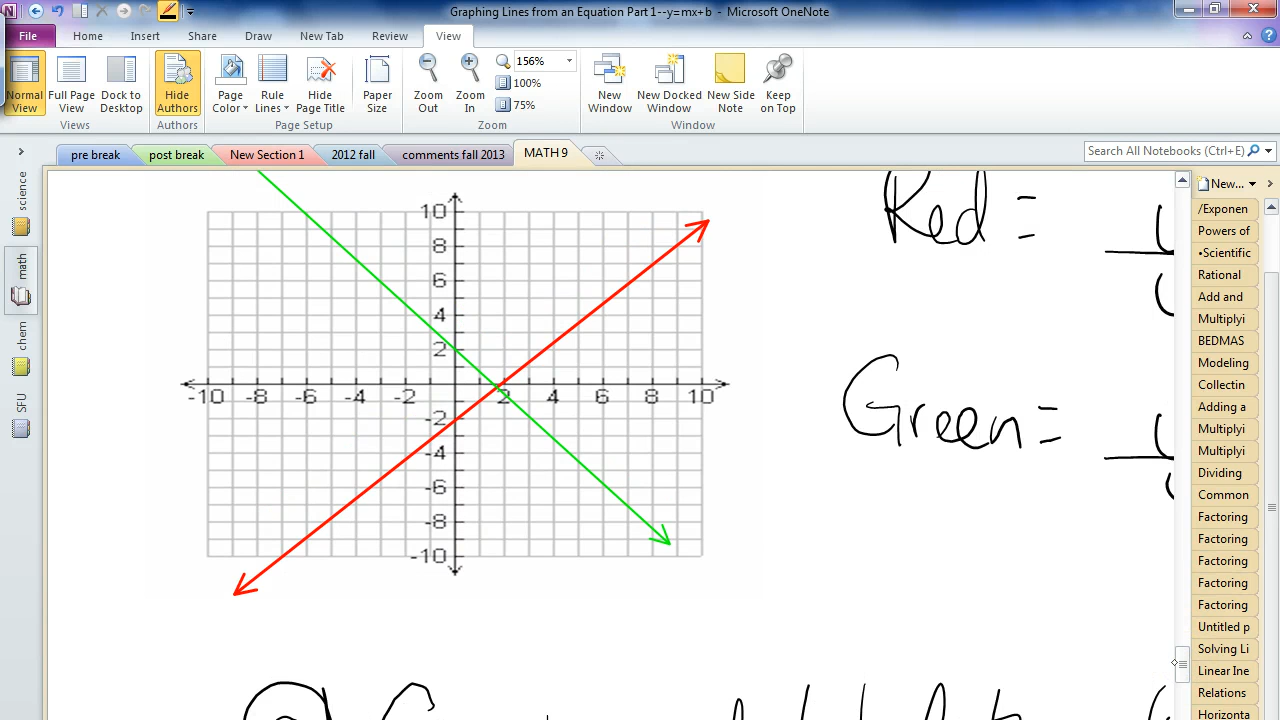 Graphing Lines from an Equation Part 1--y=mx+b - Microsoft OneNote
File Home Insert Share Draw New Tab Review View
Normal View Full Page View Dock to Desktop Hide Authors Page Color Rule Lines Hide Page Title Paper Size Zoom Out Zoom In 156% 100% 75% New Window New Docked Window New Side Note Keep on Top
Views Authors Page Setup Zoom Window
pre break post break New Section 1 2012 fall comments fall 2013 MATH 9 Search All Notebooks (Ctrl+E)
science
math
chem
SFU
New...
/Exponen
Powers of
•Scientific
Rational
Add and
Multiplyi
BEDMAS
Modeling
Collectin
Adding a
Multiplyi
Multiplyi
Dividing
Common
Factoring
Factoring
Factoring
Factoring
Factoring
Untitled p
Solving Li
Linear Ine
Relations
Horizonta
10
8
6
4
2
-10 -8 -6 -4 -2 2 4 6 8 10
-2
-4
-6
-8
-10
Red =
Green =